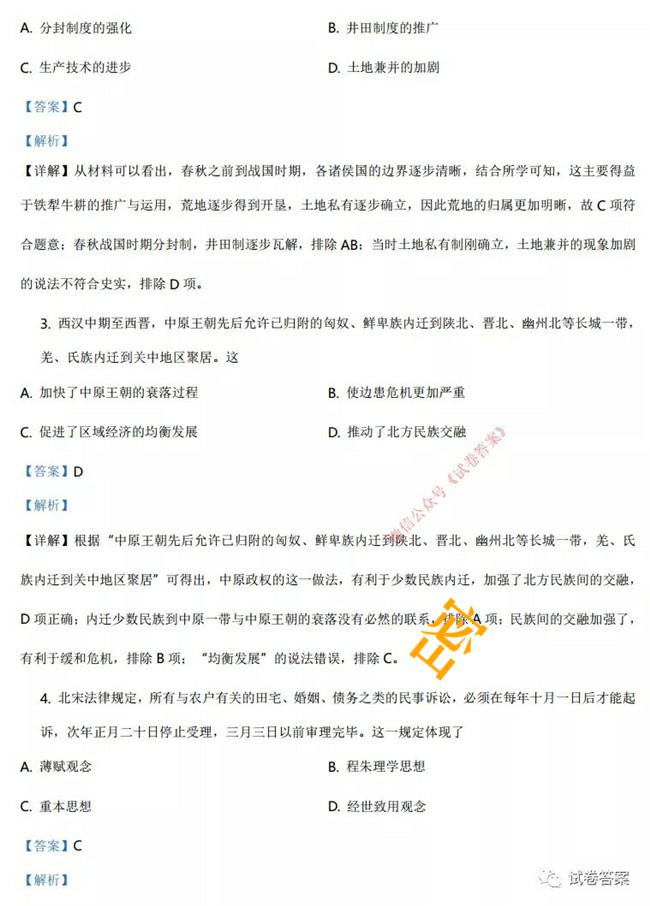 A. 分封制度的强化 B. 井田制度的推广
C. 生产技术的进步 D. 土地兼并的加剧
【答案】C
【解析】
【详解】从材料可以看出，春秋之前到战国时期，各诸侯国的边界逐步清晰，结合所学可知，这主要得益
于铁犁牛耕的推广与运用，荒地逐步得到开垦，土地私有逐步确立，因此荒地的归属更加明晰，故C项符
合题意；春秋战国时期分封制，井田制逐步瓦解，排除AB；当时土地私有制刚确立，土地兼并的现象加剧
的说法不符合史实，排除D项。
3. 西汉中期至西晋，中原王朝先后允许已归附的匈奴、鲜卑族内迁到陕北、晋北、幽州北等长城一带，
羌、氐族内迁到关中地区聚居。这
A. 加快了中原王朝的衰落过程 B. 使边患危机更加严重
C. 促进了区域经济的均衡发展 D. 推动了北方民族交融
【答案】D
【解析】
【详解】根据“中原王朝先后允许已归附的匈奴、鲜卑族内迁到陕北、晋北、幽州北等长城一带，羌、氐
族内迁到关中地区聚居”可得出，中原政权的这一做法，有利于少数民族内迁，加强了北方民族间的交融，
D项正确；内迁少数民族到中原一带与中原王朝的衰落没有必然的联系，排除A项；民族间的交融加强了，
有利于缓和危机，排除B项；“均衡发展”的说法错误，排除C。
4. 北宋法律规定，所有与农户有关的田宅、婚姻、债务之类的民事诉讼，必须在每年十月一日后才能起
诉，次年正月二十日停止受理，三月三日以前审理完毕。这一规定体现了
A. 薄赋观念 B. 程朱理学思想
C. 重本思想 D. 经世致用观念
【答案】C
【解析】
微信公众号《试卷答案》
密
试卷答案